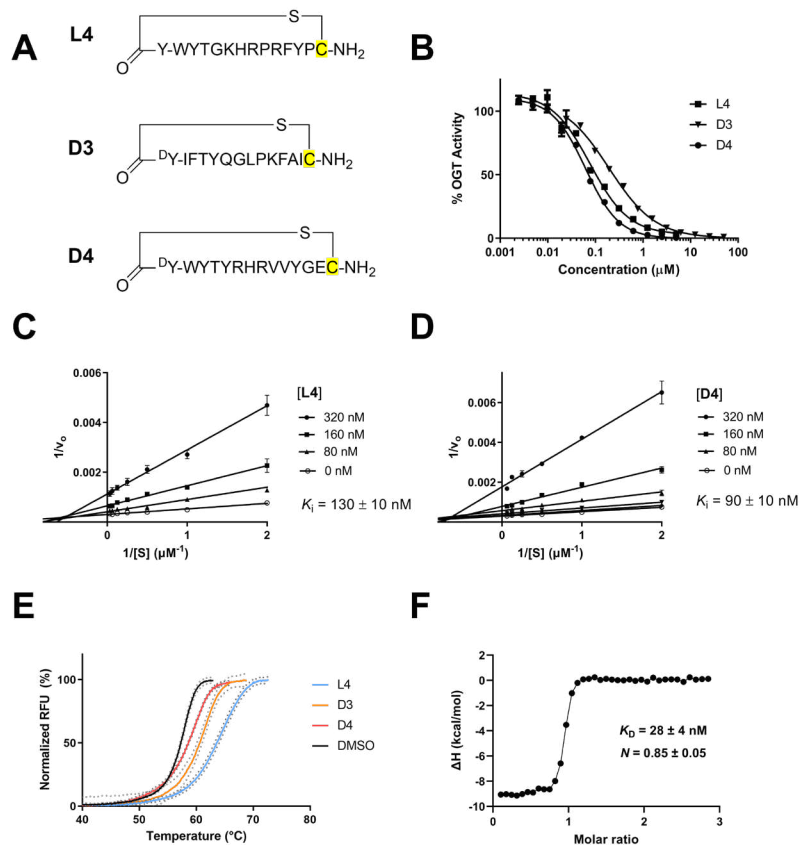 A
L4
S
O
Y-WYTGKHRPRFYPC-NH2
D3
S
O
DY-IFTYQGLPKFAIC-NH2
D4
S
O
DY-WYTYRHRVVYGEC-NH2
B
% OGT Activity
100
50
0
0.001
0.01
0.1
1
10
100
Concentration (μM)
L4
D3
D4
C
1/vo
0.006
0.004
0.002
0
1
2
1/[S] (μM-1)
[L4]
320 nM
160 nM
80 nM
0 nM
Ki = 130 ± 10 nM
D
0.006
0.004
0.002
1/vo
0
1
2
1/[S] (μM-1)
[D4]
320 nM
160 nM
80 nM
0 nM
Ki = 90 ± 10 nM
E
Normalized RFU (%)
100
50
0
40
50
60
70
80
Temperature (°C)
L4
D3
D4
DMSO
F
ΔH (kcal/mol)
2
0
-2
-4
-6
-8
-10
0
1
2
3
Molar ratio
KD = 28 ± 4 nM
N = 0.85 ± 0.05